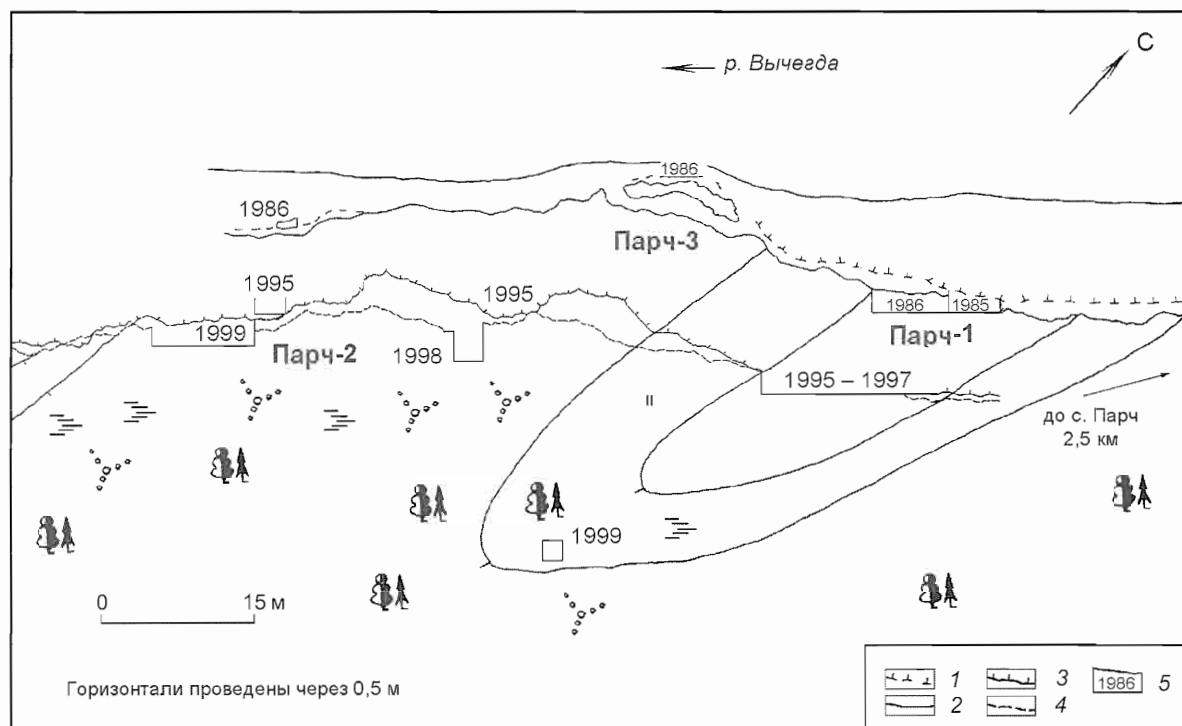 р. Вычегда
С
1986
1986
Парч-3
1995
1995
1986
1985
1999
Парч-2
1998
Парч-1
1995 – 1997
II
до с. Парч
2,5 км
1999
0
15 м
Горизонтали проведены через 0,5 м
1
3
1986
5
2
4